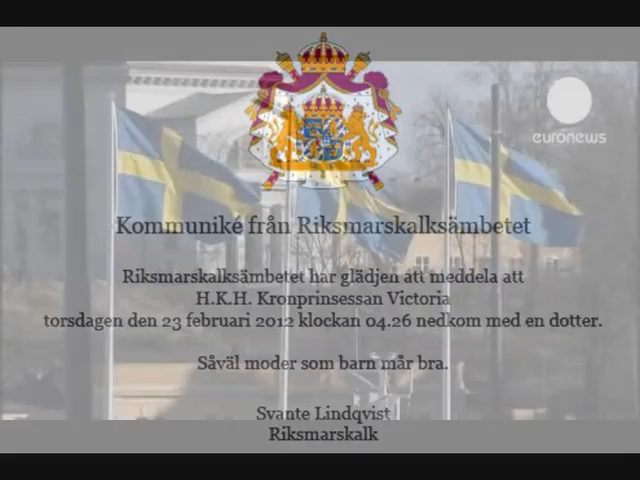 euronews
Kommuniké från Riksmarskalksämbetet
Riksmarskalksämbetet har glädjen att meddela att
H.K.H. Kronprinsessan Victoria
torsdagen den 23 februari 2012 klockan 04.26 nedkom med en dotter.
Såväl moder som barn mår bra.
Svante Lindqvist
Riksmarskalk